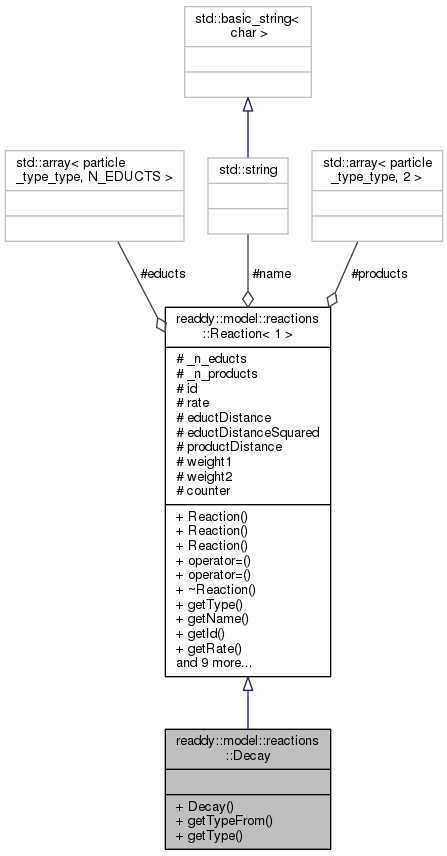 std::basic_string<
char >
std::array< particle
_type_type, N_EDUCTS >
std::string
std::array< particle
_type_type, 2 >
#educts
#name
#products
readdy::model::reactions
::Reaction< 1 >
# _n_educts
# _n_products
# id
# rate
# eductDistance
# eductDistanceSquared
# productDistance
# weight1
# weight2
# counter
+ Reaction()
+ Reaction()
+ Reaction()
+ operator=()
+ operator=()
+ ~Reaction()
+ getType()
+ getName()
+ getId()
+ getRate()
and 9 more...
readdy::model::reactions
::Decay
+ Decay()
+ getTypeFrom()
+ getType()